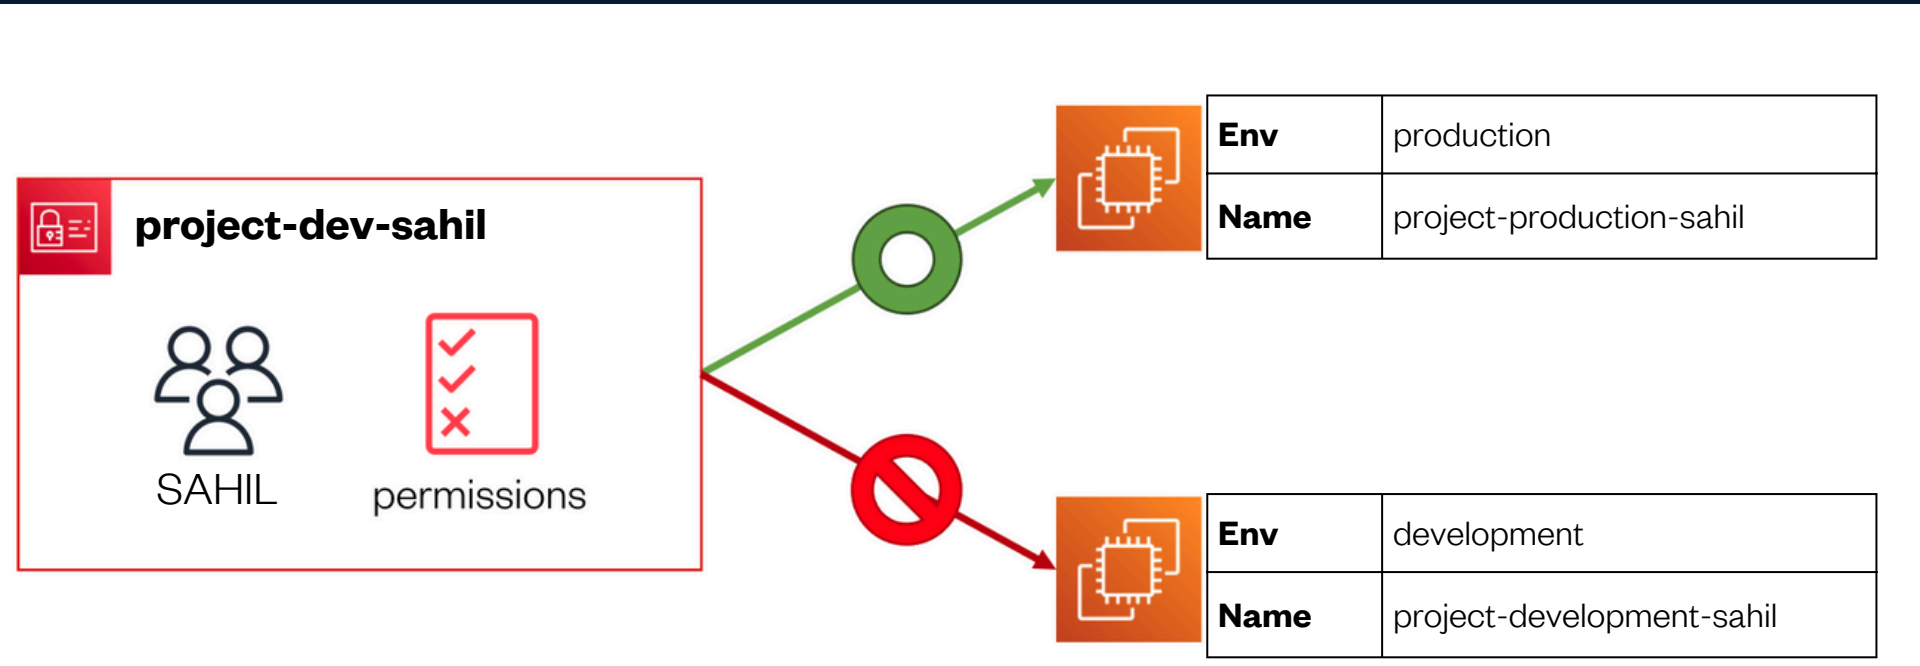 Env production
Name project-production-sahil
project-dev-sahil
SAHIL
permissions
Env development
Name project-development-sahil